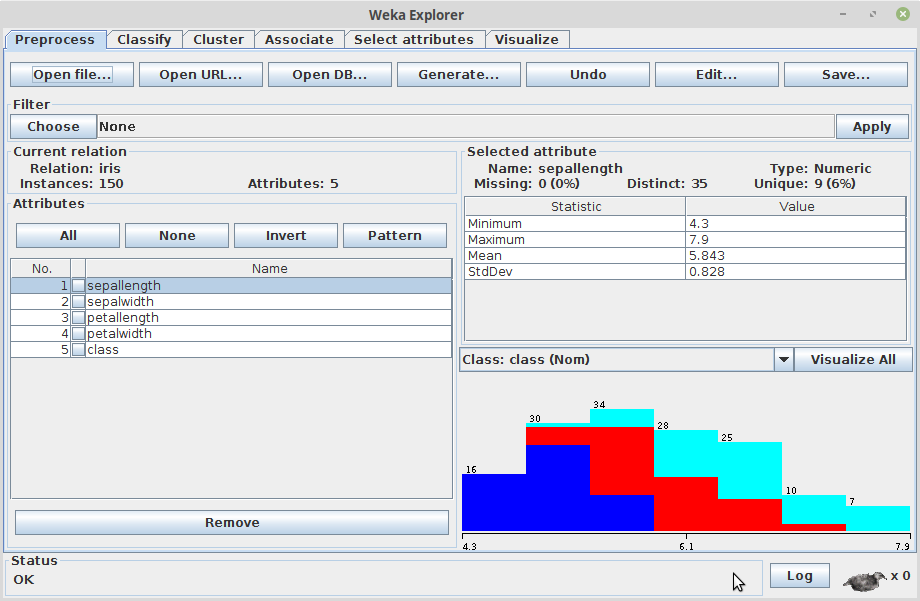 Weka Explorer
Preprocess Classify Cluster Associate Select attributes Visualize
Open file... Open URL... Open DB... Generate... Undo Edit... Save...
Filter
Choose None Apply
Current relation
Relation: iris
Instances: 150 Attributes: 5
Attributes
All None Invert Pattern
No. Name
1 sepallength
2 sepalwidth
3 petallength
4 petalwidth
5 class
Remove
Selected attribute
Name: sepallength Type: Numeric
Missing: 0 (0%) Distinct: 35 Unique: 9 (6%)
Statistic Value
Minimum 4.3
Maximum 7.9
Mean 5.843
StdDev 0.828
Class: class (Nom) Visualize All
16 30 34 28 25 10 7
4.3 6.1 7.9
Status
OK
Log x 0